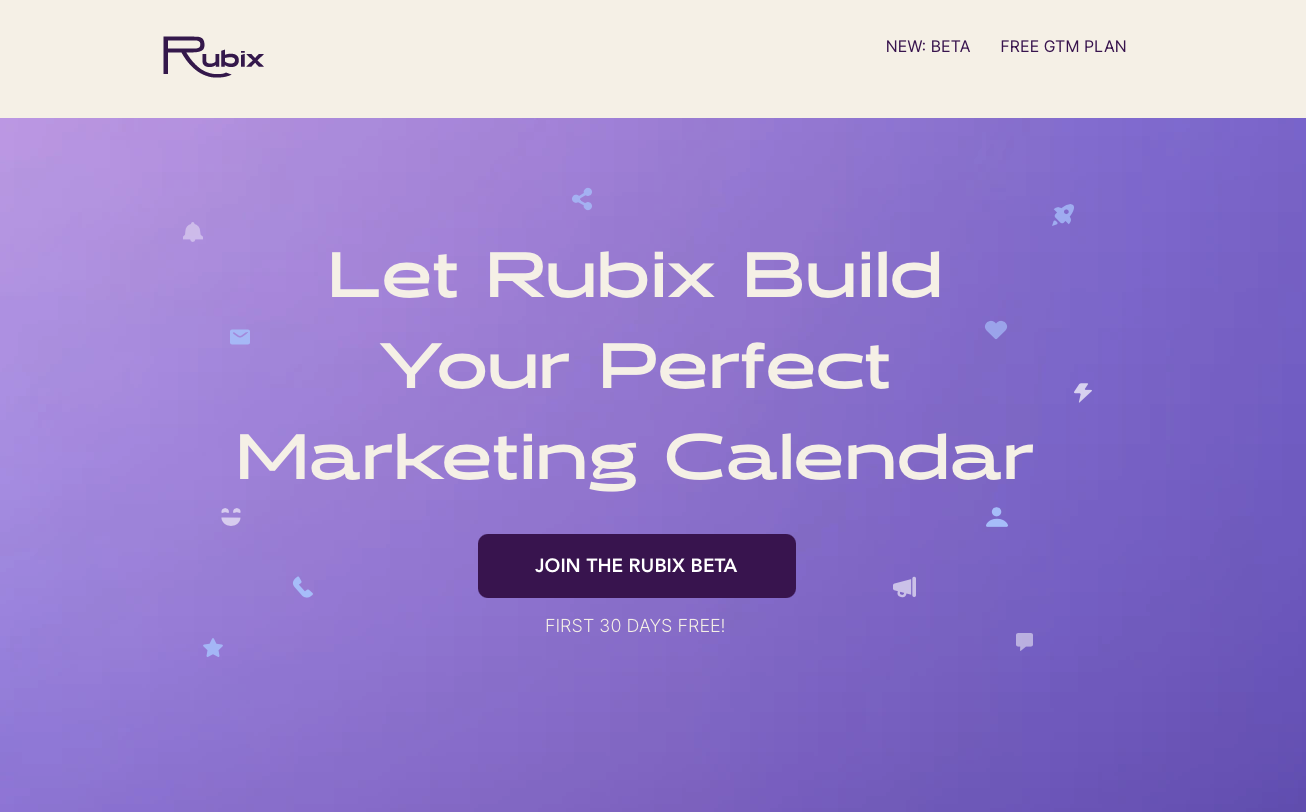 Rubix
NEW: BETA
FREE GTM PLAN
Let Rubix Build
Your Perfect
Marketing Calendar
JOIN THE RUBIX BETA
FIRST 30 DAYS FREE!